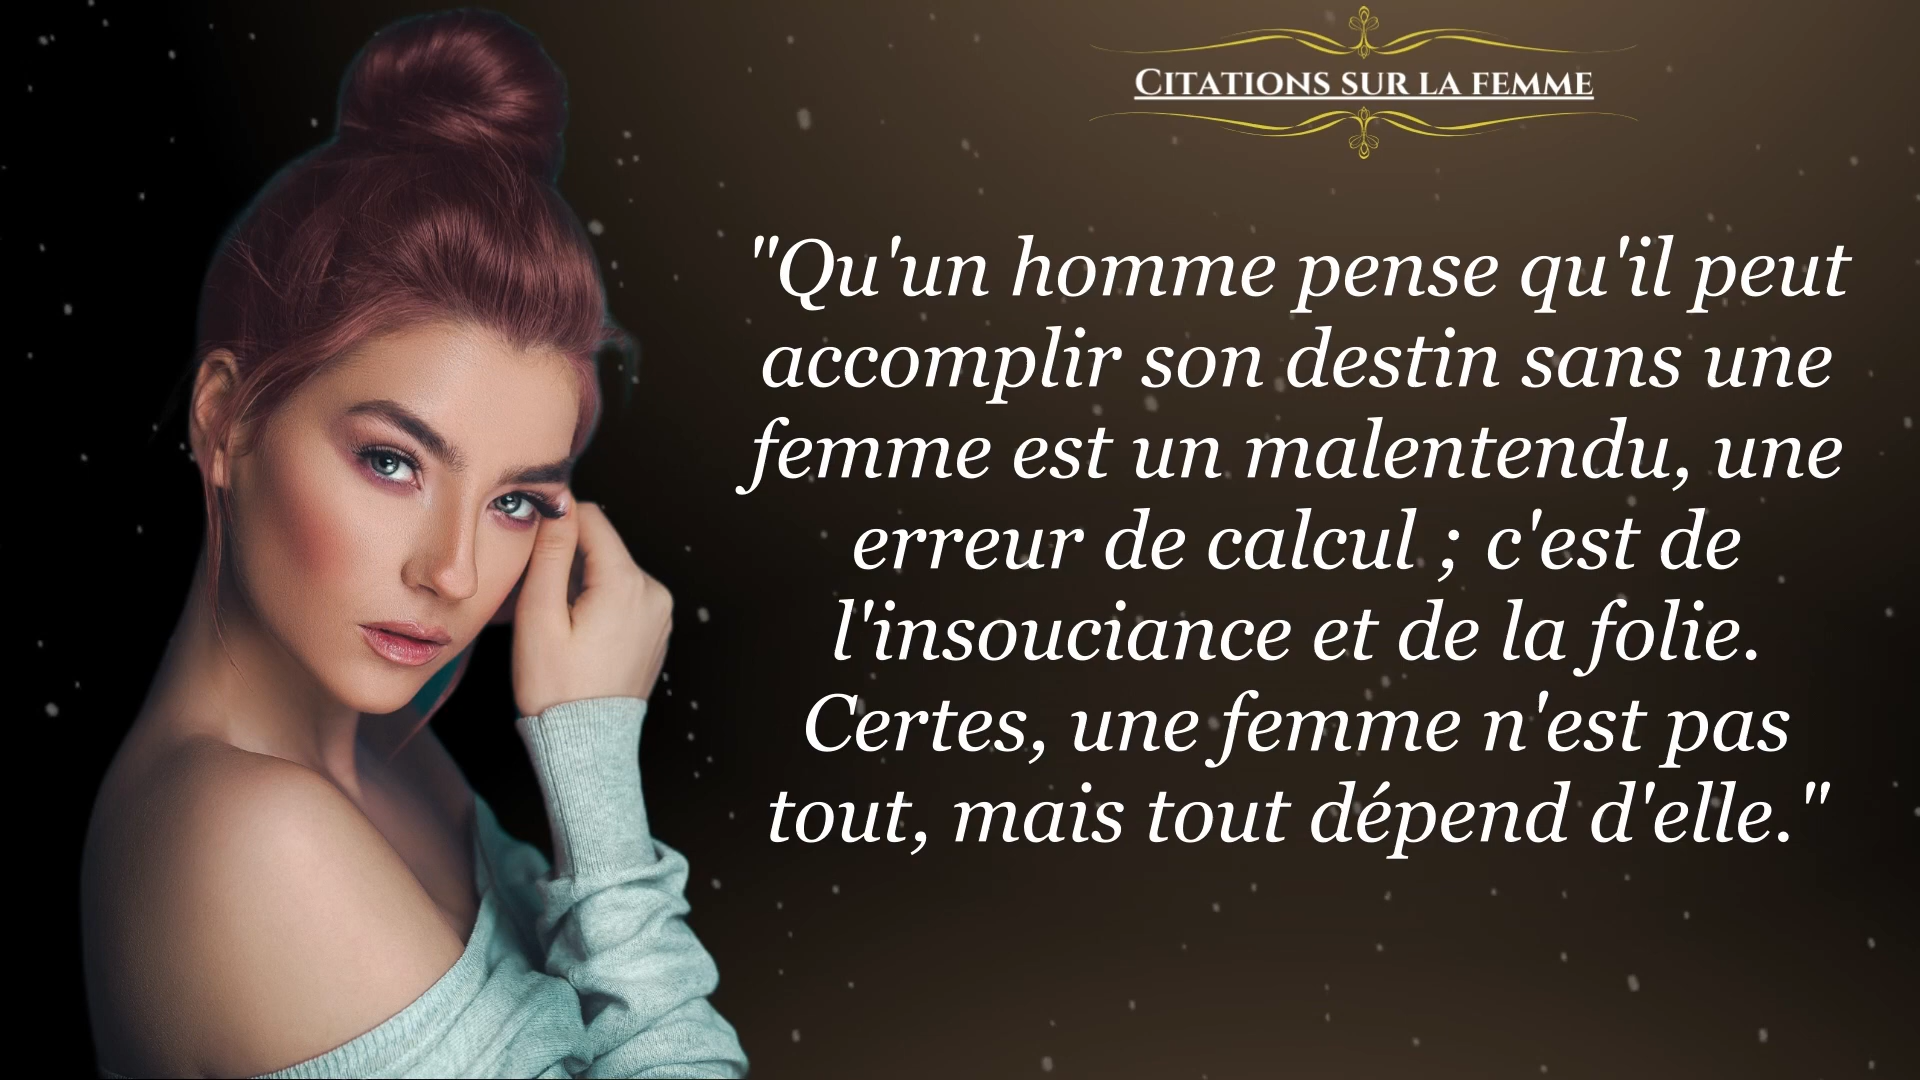 Citations sur la femme
"Qu'un homme pense qu'il peut
accomplir son destin sans une
femme est un malentendu, une
erreur de calcul ; c'est de
l'insouciance et de la folie.
Certes, une femme n'est pas
tout, mais tout dépend d'elle."